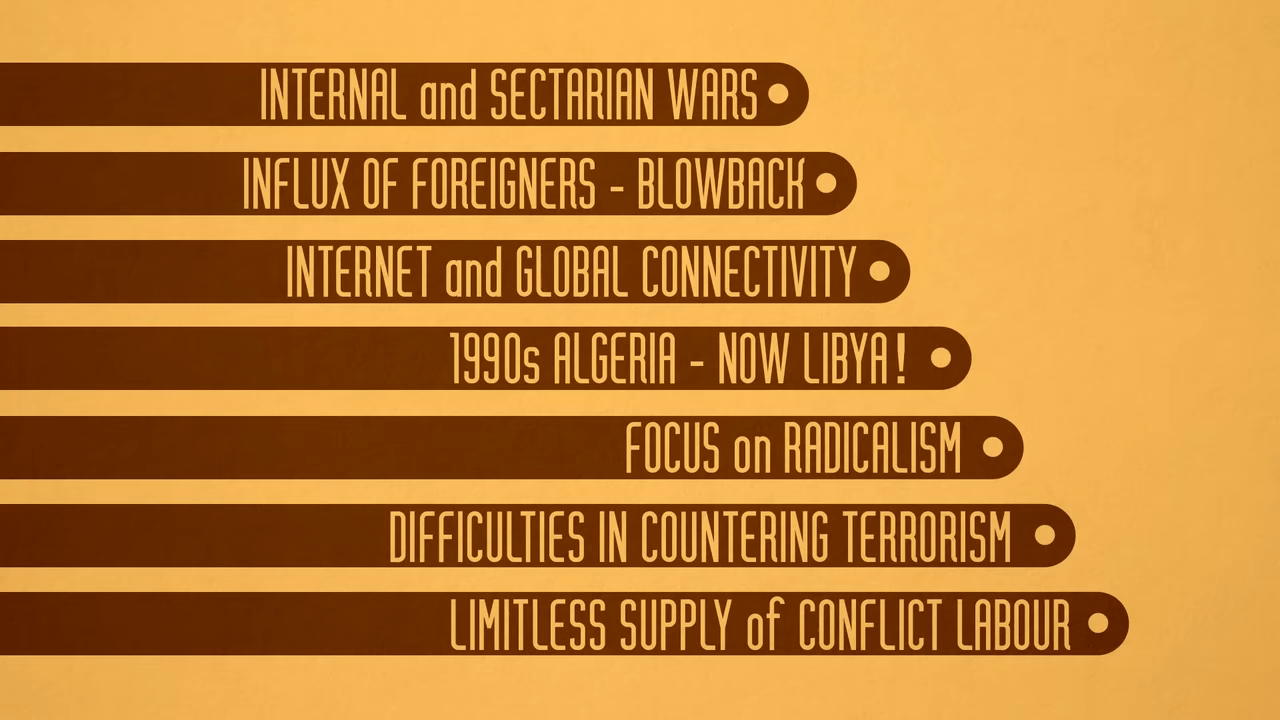 INTERNAL and SECTARIAN WARS
INFLUX OF FOREIGNERS - BLOWBACK
INTERNET and GLOBAL CONNECTIVITY
1990s ALGERIA - NOW LIBYA!
FOCUS on RADICALISM
DIFFICULTIES IN COUNTERING TERRORISM
LIMITLESS SUPPLY of CONFLICT LABOUR